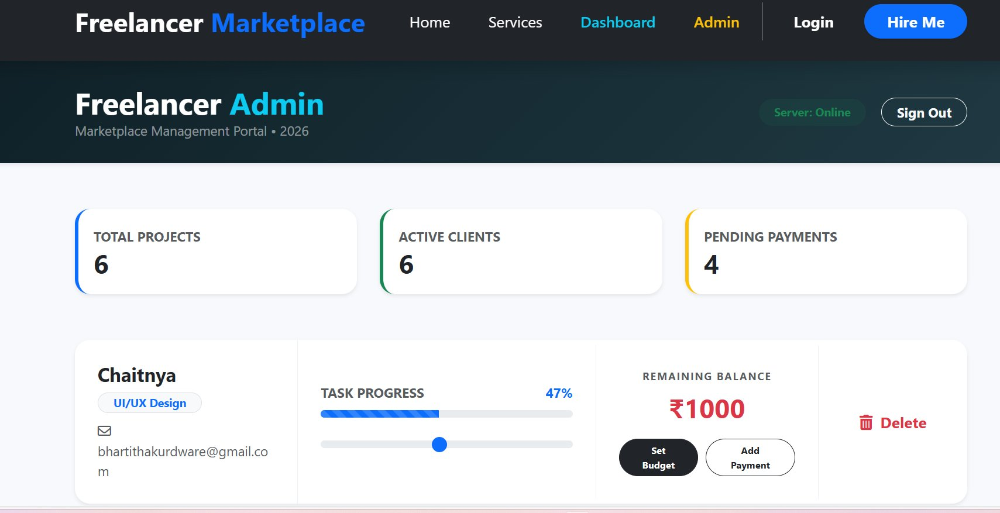 Freelancer Marketplace Home Services Dashboard Admin Login Hire Me
Freelancer Admin
Marketplace Management Portal • 2026
Server: Online
Sign Out
TOTAL PROJECTS
6
ACTIVE CLIENTS
6
PENDING PAYMENTS
4
Chaitnya
UI/UX Design
bhartithakurdware@gmail.co
m
TASK PROGRESS 47%
REMAINING BALANCE
₹1000
Set
Budget
Add
Payment
Delete